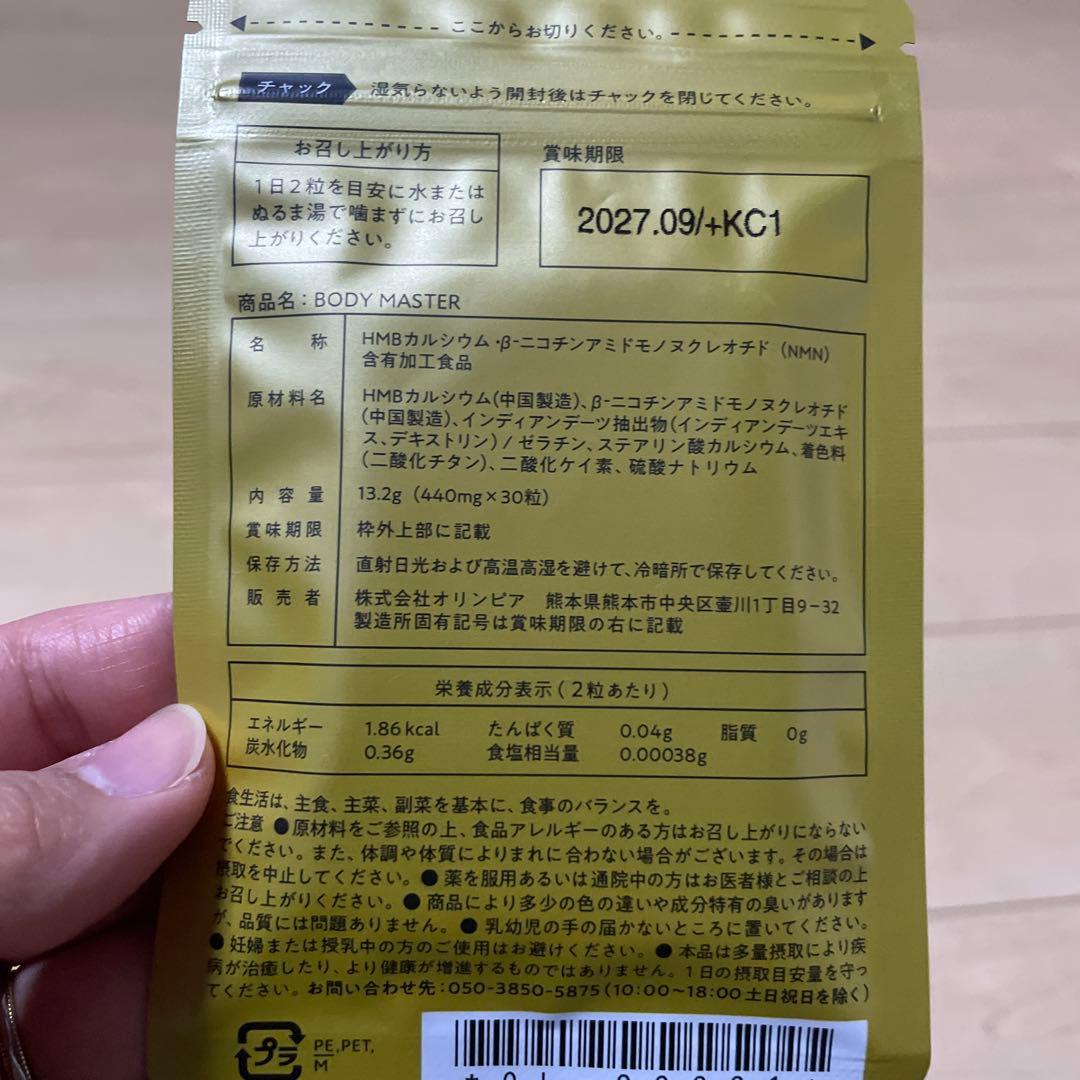 ここからお切りください。
チャック 湿気らないよう開封後はチャックを閉じてください。
お召し上がり方
1日2粒を目安に水または
ぬるま湯で噛まずにお召し
上がりください。
賞味期限
2027.09/+KC1
商品名：BODY MASTER
名称 HMBカルシウム・β-ニコチンアミドモノヌクレオチド（NMN）
含有加工食品
原材料名 HMBカルシウム(中国製造)、β-ニコチンアミドモノヌクレオチド
(中国製造)、インディアンデーツ抽出物(インディアンデーツエキ
ス、デキストリン)/ゼラチン、ステアリン酸カルシウム、着色料
(二酸化チタン)、二酸化ケイ素、硫酸ナトリウム
内容量 13.2g（440mg×30粒）
賞味期限 枠外上部に記載
保存方法 直射日光および高温高湿を避けて、冷暗所で保存してください。
販売者 株式会社オリンピア 熊本県熊本市中央区壷川1丁目9-32
製造所固有記号は賞味期限の右に記載
栄養成分表示(2粒あたり)
エネルギー 1.86kcal たんぱく質 0.04g 脂質 0g
炭水化物 0.36g 食塩相当量 0.00038g
食生活は、主食、主菜、副菜を基本に、食事のバランスを。
ご注意 ●原材料をご参照の上、食品アレルギーのある方はお召し上がりにならない
でください。また、体調や体質によりまれに合わない場合がございます。その場合は
摂取を中止してください。●薬を服用あるいは通院中の方はお医者様とご相談の上
お召し上がりください。●商品により多少の色の違いや成分特有の臭いがあります
が、品質には問題ありません。●乳幼児の手の届かないところに置いてください。
●妊婦または授乳中の方のご使用はお避けください。●本品は多量摂取により疾
病が治癒したり、より健康が増進するものではありません。1日の摂取目安量を守っ
てください。お問い合わせ先：050-3850-5875(10:00～18:00土日祝日を除く)
プラ PE,PET,
M